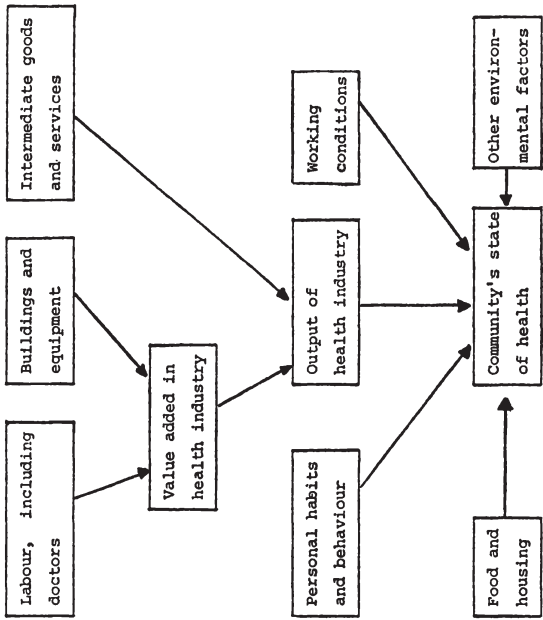 Labour, including
doctors
Buildings and
equipment
Intermediate goods
and services
Value added in
health industry
Personal habits
and behaviour
Output of
health industry
Working
conditions
Food and
housing
Community's state
of health
Other environ-
mental factors